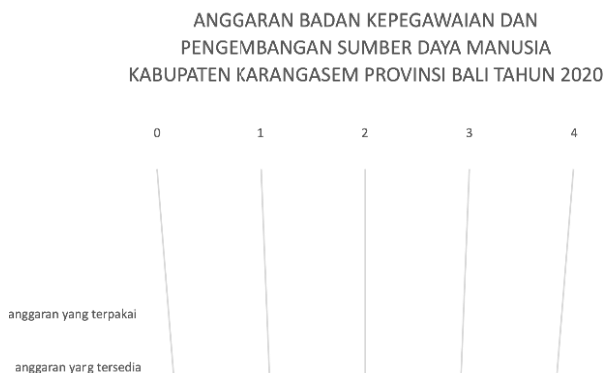 ANGGARAN BADAN KEPEGAWAIAN DAN
PENGEMBANGAN SUMBER DAYA MANUSIA
KABUPATEN KARANGASEM PROVINSI BALI TAHUN 2020
0 1 2 3 4
anggaran yang terpakai
anggaran yang tersedia